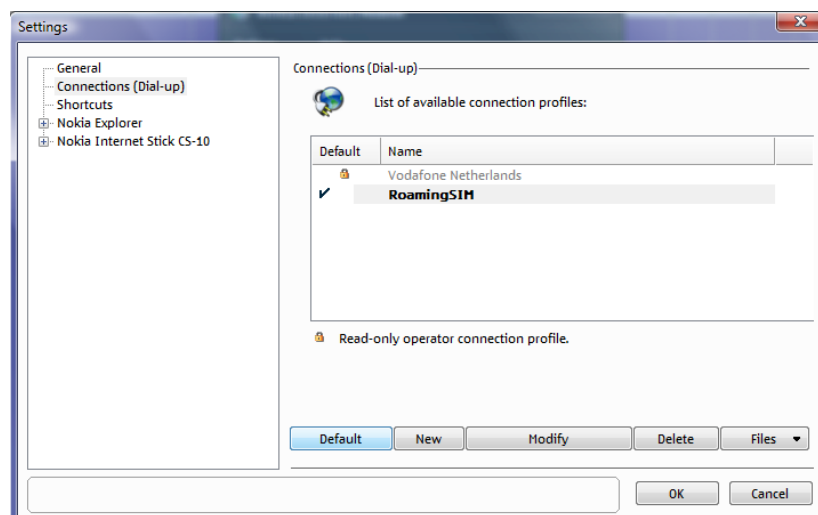 Settings
General
Connections (Dial-up)
Shortcuts
Nokia Explorer
Nokia Internet Stick CS-10
Connections (Dial-up)
List of available connection profiles:
Default Name
Vodafone Netherlands
RoamingSIM
Read-only operator connection profile.
Default New Modify Delete Files
OK Cancel